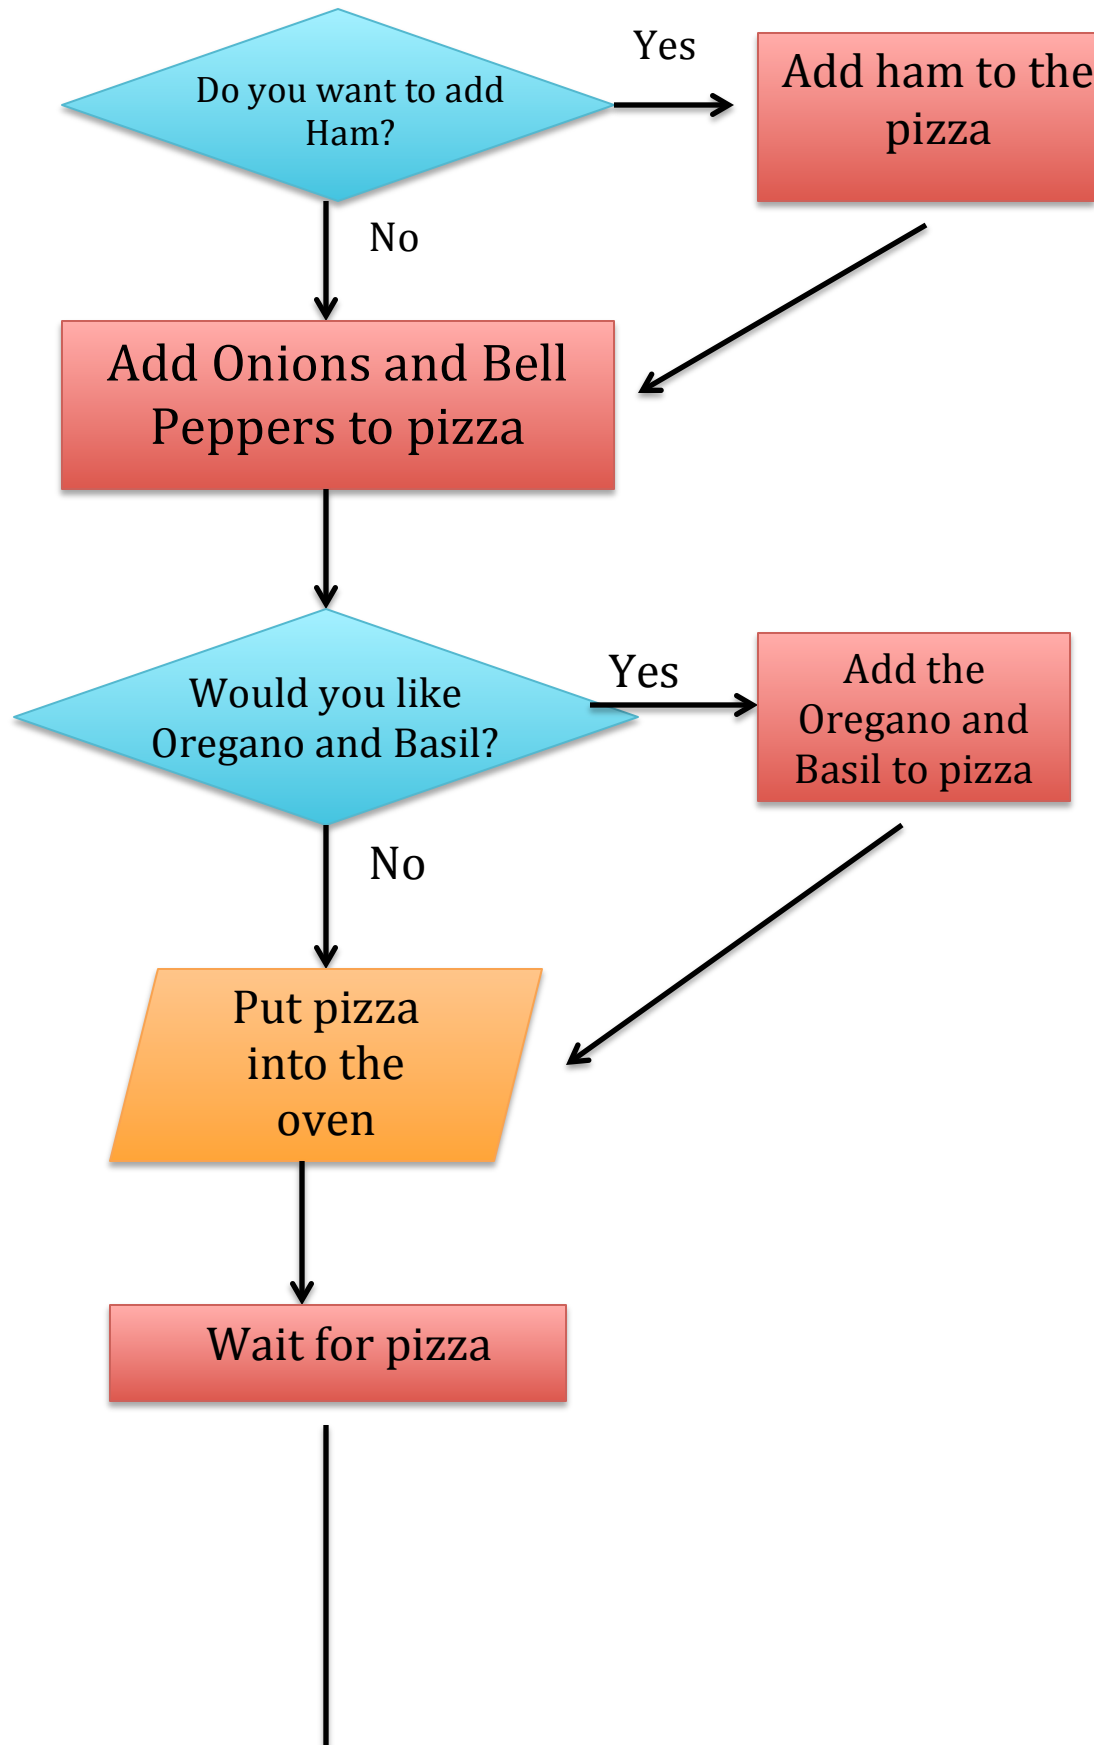 Do you want to add
Ham?
Yes
Add ham to the
pizza
No
Add Onions and Bell
Peppers to pizza
Would you like
Oregano and Basil?
Yes
Add the
Oregano and
Basil to pizza
No
Put pizza
into the
oven
Wait for pizza